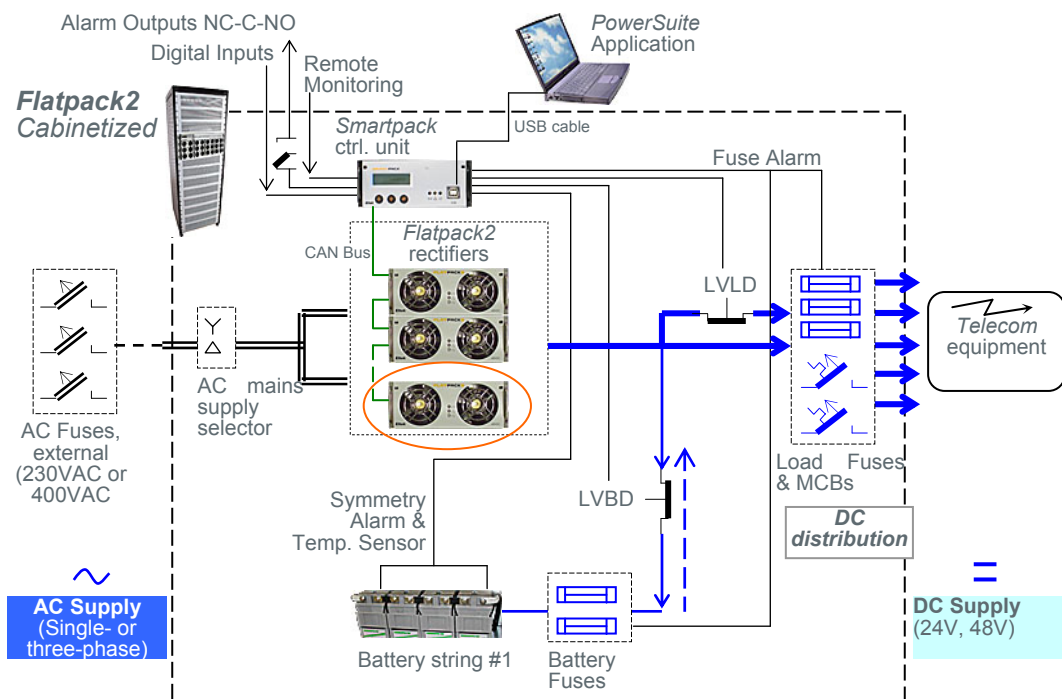 Alarm Outputs NC-C-NO
Digital Inputs
Remote
Monitoring
PowerSuite
Application
Flatpack2
Cabinetized
Smartpack
ctrl. unit
USB cable
Fuse Alarm
CAN Bus
Flatpack2
rectifiers
LVLD
Telecom
equipment
AC mains
supply
selector
AC Fuses,
external
(230VAC or
400VAC
Load Fuses
& MCBs
LVBD
Symmetry
Alarm &
Temp. Sensor
DC
distribution
AC Supply
(Single- or
three-phase)
DC Supply
(24V, 48V)
Battery string #1
Battery
Fuses